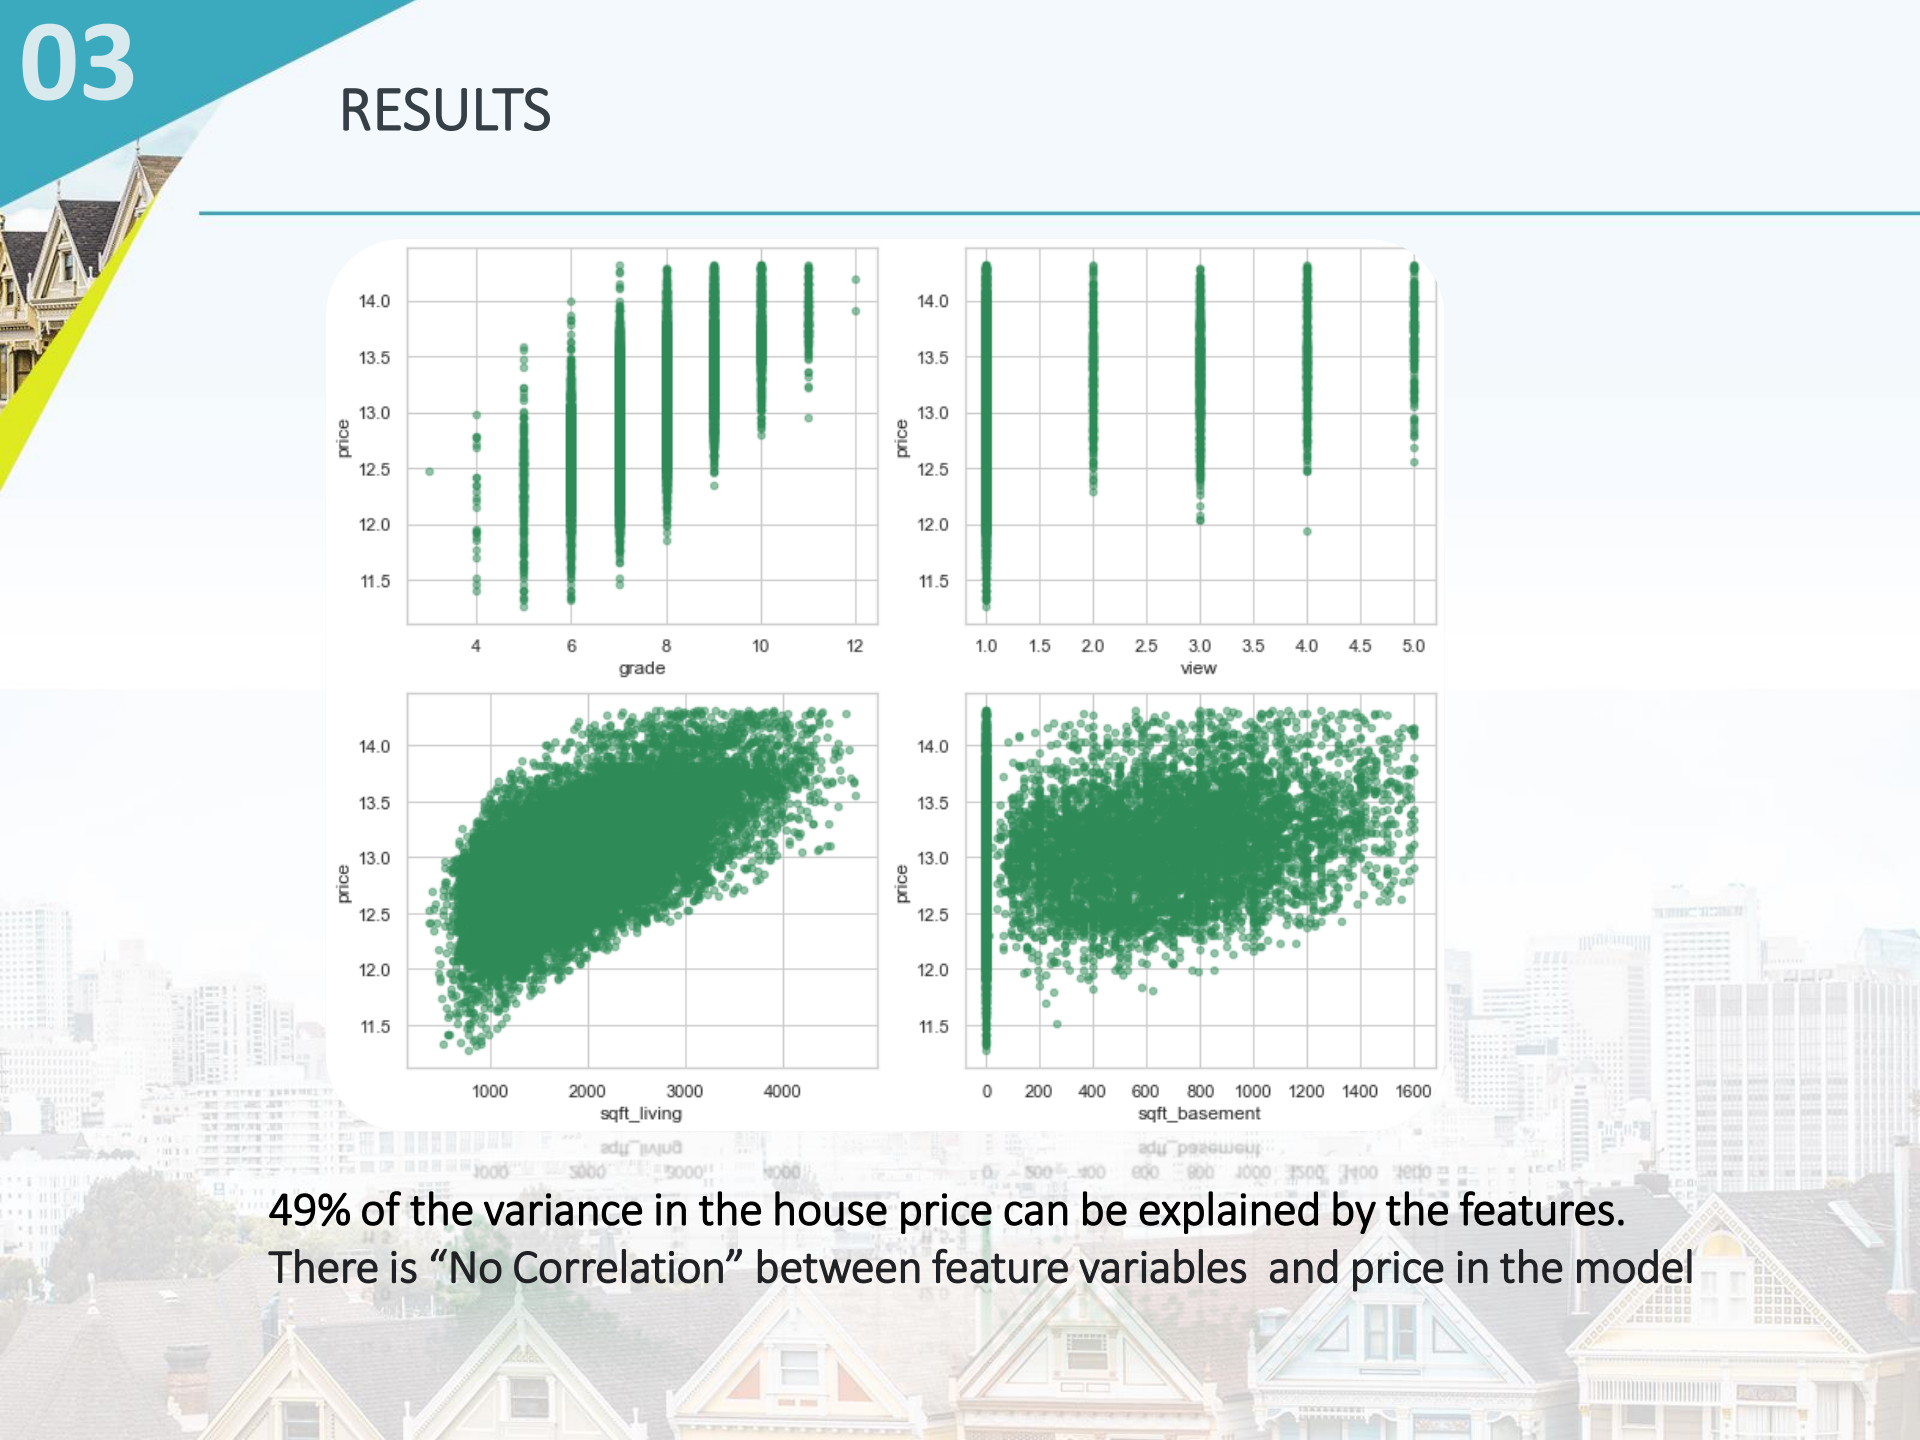 03
RESULTS
14.0
13.5
13.0
12.5
12.0
11.5
price
4 6 8 10 12
grade
14.0
13.5
13.0
12.5
12.0
11.5
price
1.0 1.5 2.0 2.5 3.0 3.5 4.0 4.5 5.0
view
14.0
13.5
13.0
12.5
12.0
11.5
price
1000 2000 3000 4000
sqft_living
14.0
13.5
13.0
12.5
12.0
11.5
price
0 200 400 600 800 1000 1200 1400 1600
sqft_basement
49% of the variance in the house price can be explained by the features.
There is “No Correlation” between feature variables  and price in the model